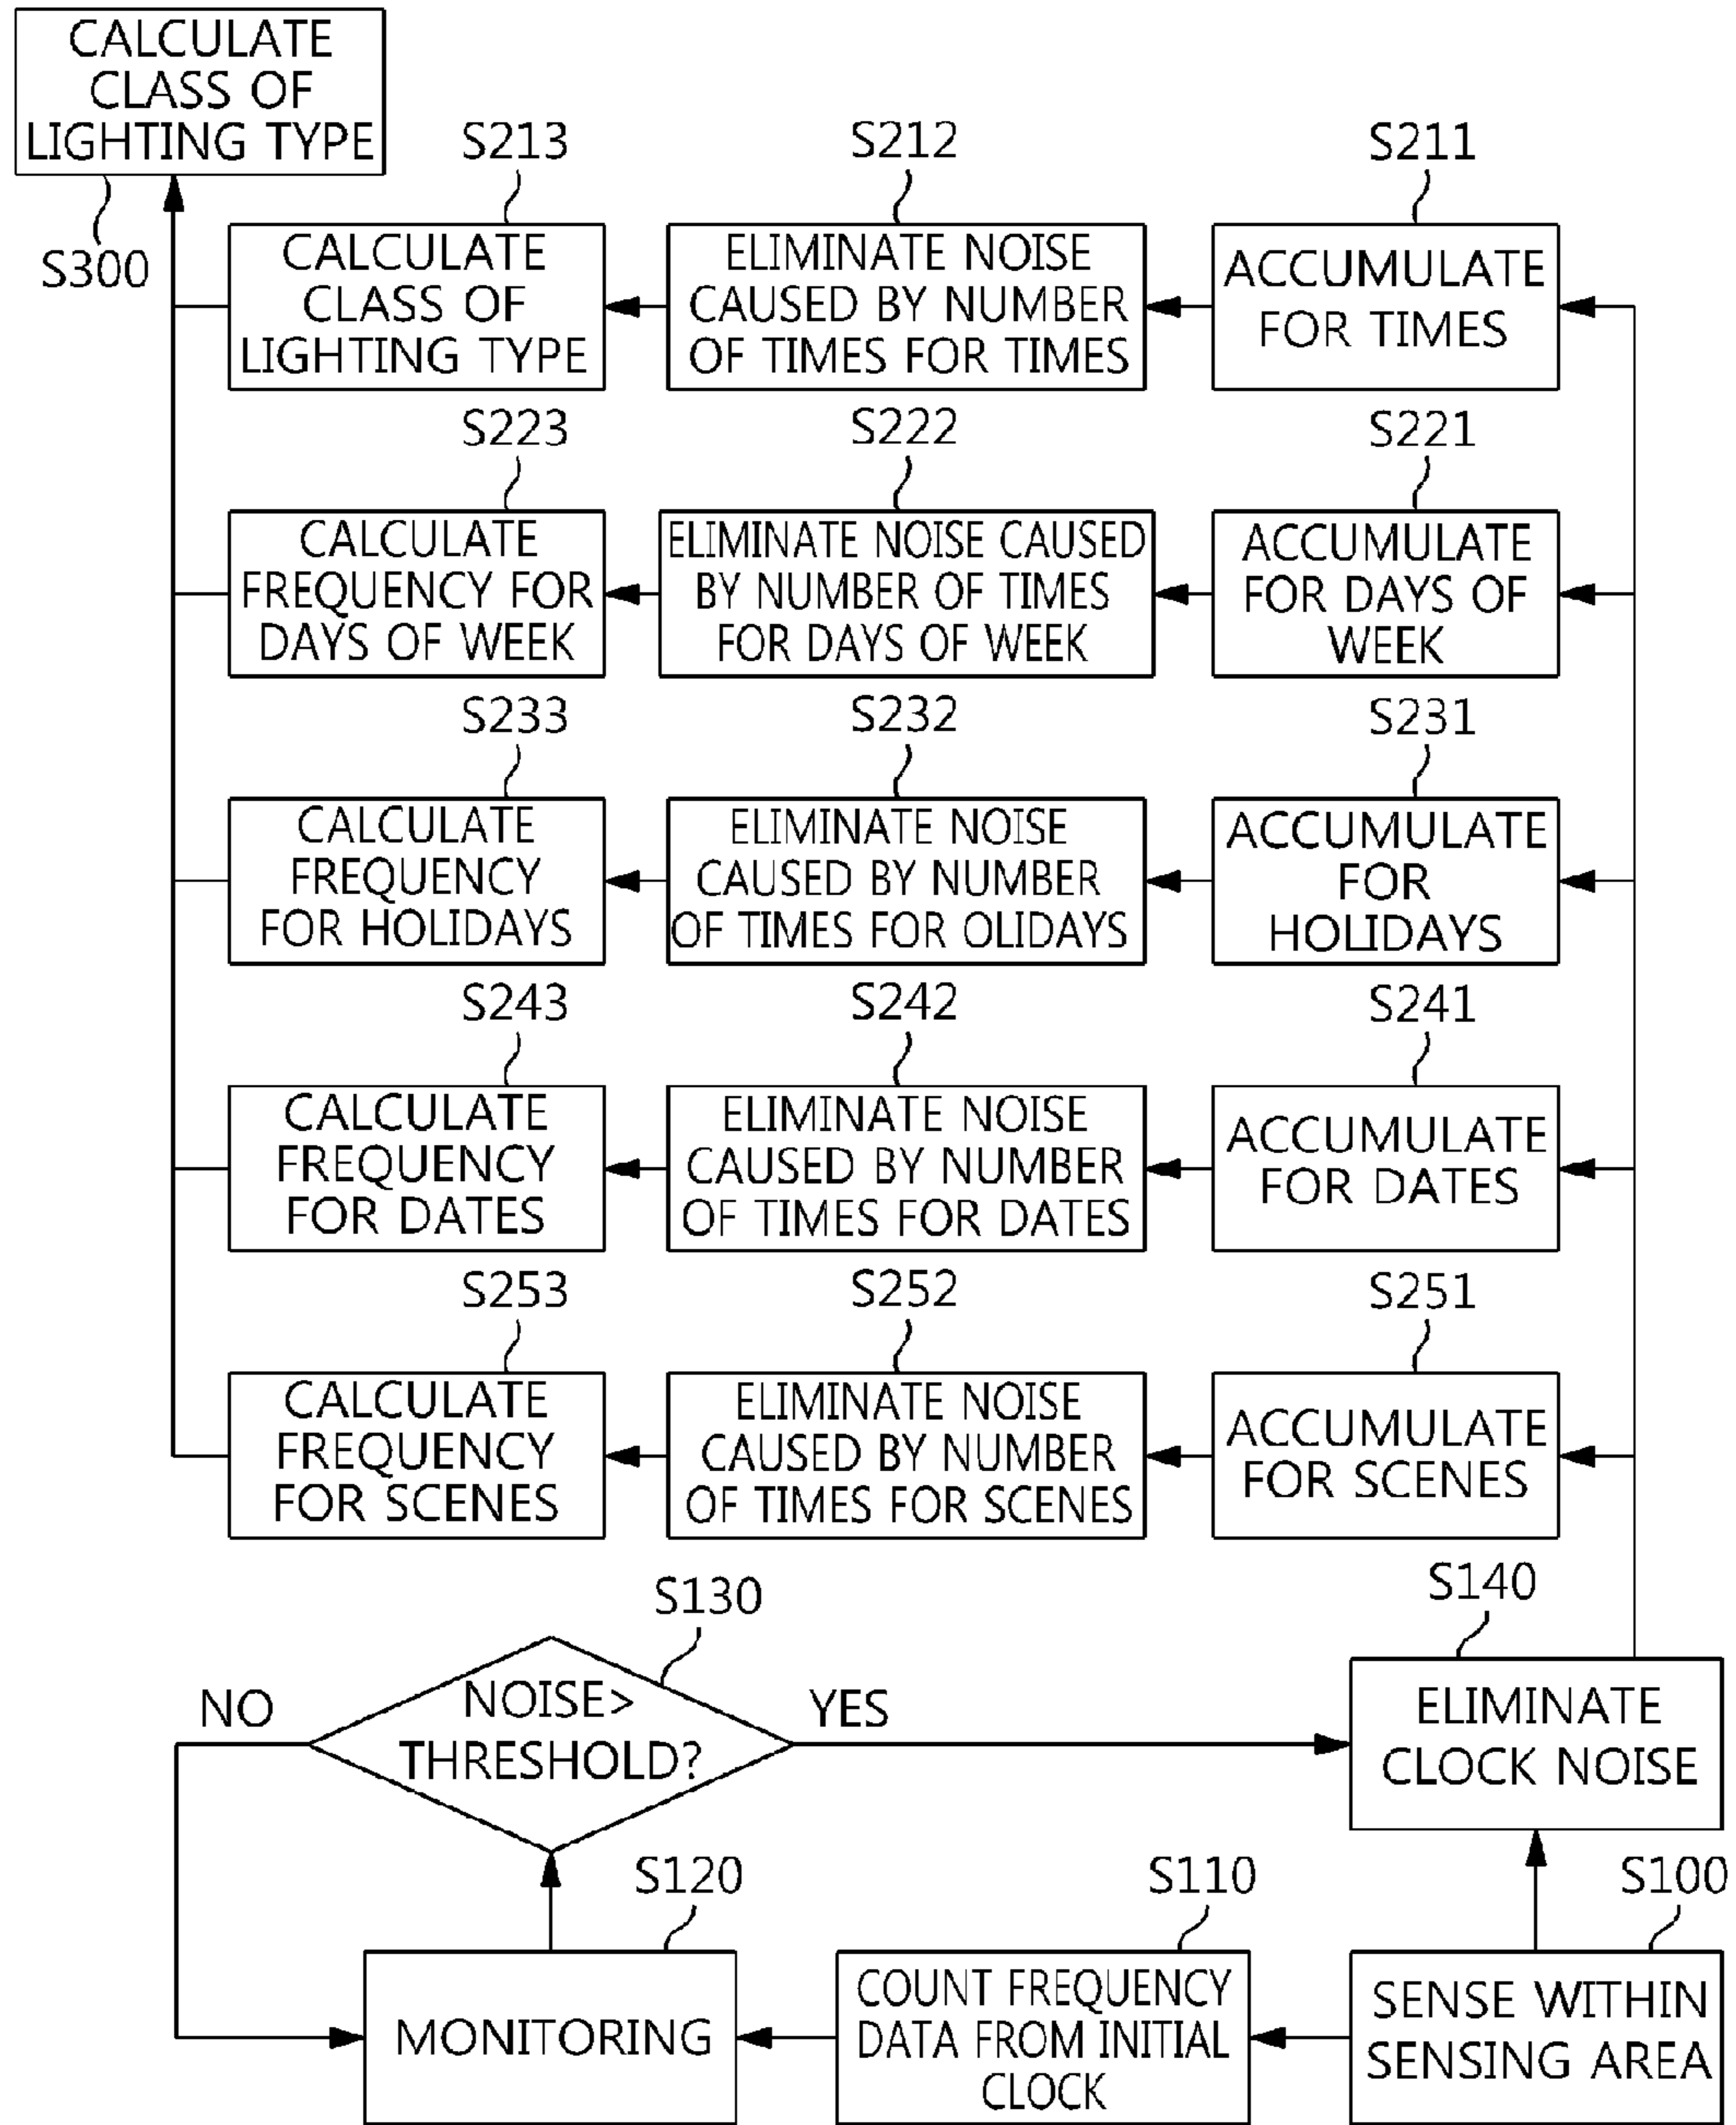 CALCULATE
CLASS OF
LIGHTING TYPE
S300
S213
S212
S211
CALCULATE
CLASS OF
LIGHTING TYPE
ELIMINATE NOISE
CAUSED BY NUMBER
OF TIMES FOR TIMES
ACCUMULATE
FOR TIMES
S223
S222
S221
CALCULATE
FREQUENCY FOR
DAYS OF WEEK
ELIMINATE NOISE CAUSED
BY NUMBER OF TIMES
FOR DAYS OF WEEK
ACCUMULATE
FOR DAYS OF
WEEK
S233
S232
S231
CALCULATE
FREQUENCY
FOR HOLIDAYS
ELIMINATE NOISE
CAUSED BY NUMBER
OF TIMES FOR OLIDAYS
ACCUMULATE
FOR
HOLIDAYS
S243
S242
S241
CALCULATE
FREQUENCY
FOR DATES
ELIMINATE NOISE
CAUSED BY NUMBER
OF TIMES FOR DATES
ACCUMULATE
FOR DATES
S253
S252
S251
CALCULATE
FREQUENCY
FOR SCENES
ELIMINATE NOISE
CAUSED BY NUMBER
OF TIMES FOR SCENES
ACCUMULATE
FOR SCENES
S130
S140
NO
NOISE>
THRESHOLD?
YES
ELIMINATE
CLOCK NOISE
S120
S110
S100
MONITORING
COUNT FREQUENCY
DATA FROM INITIAL
CLOCK
SENSE WITHIN
SENSING AREA